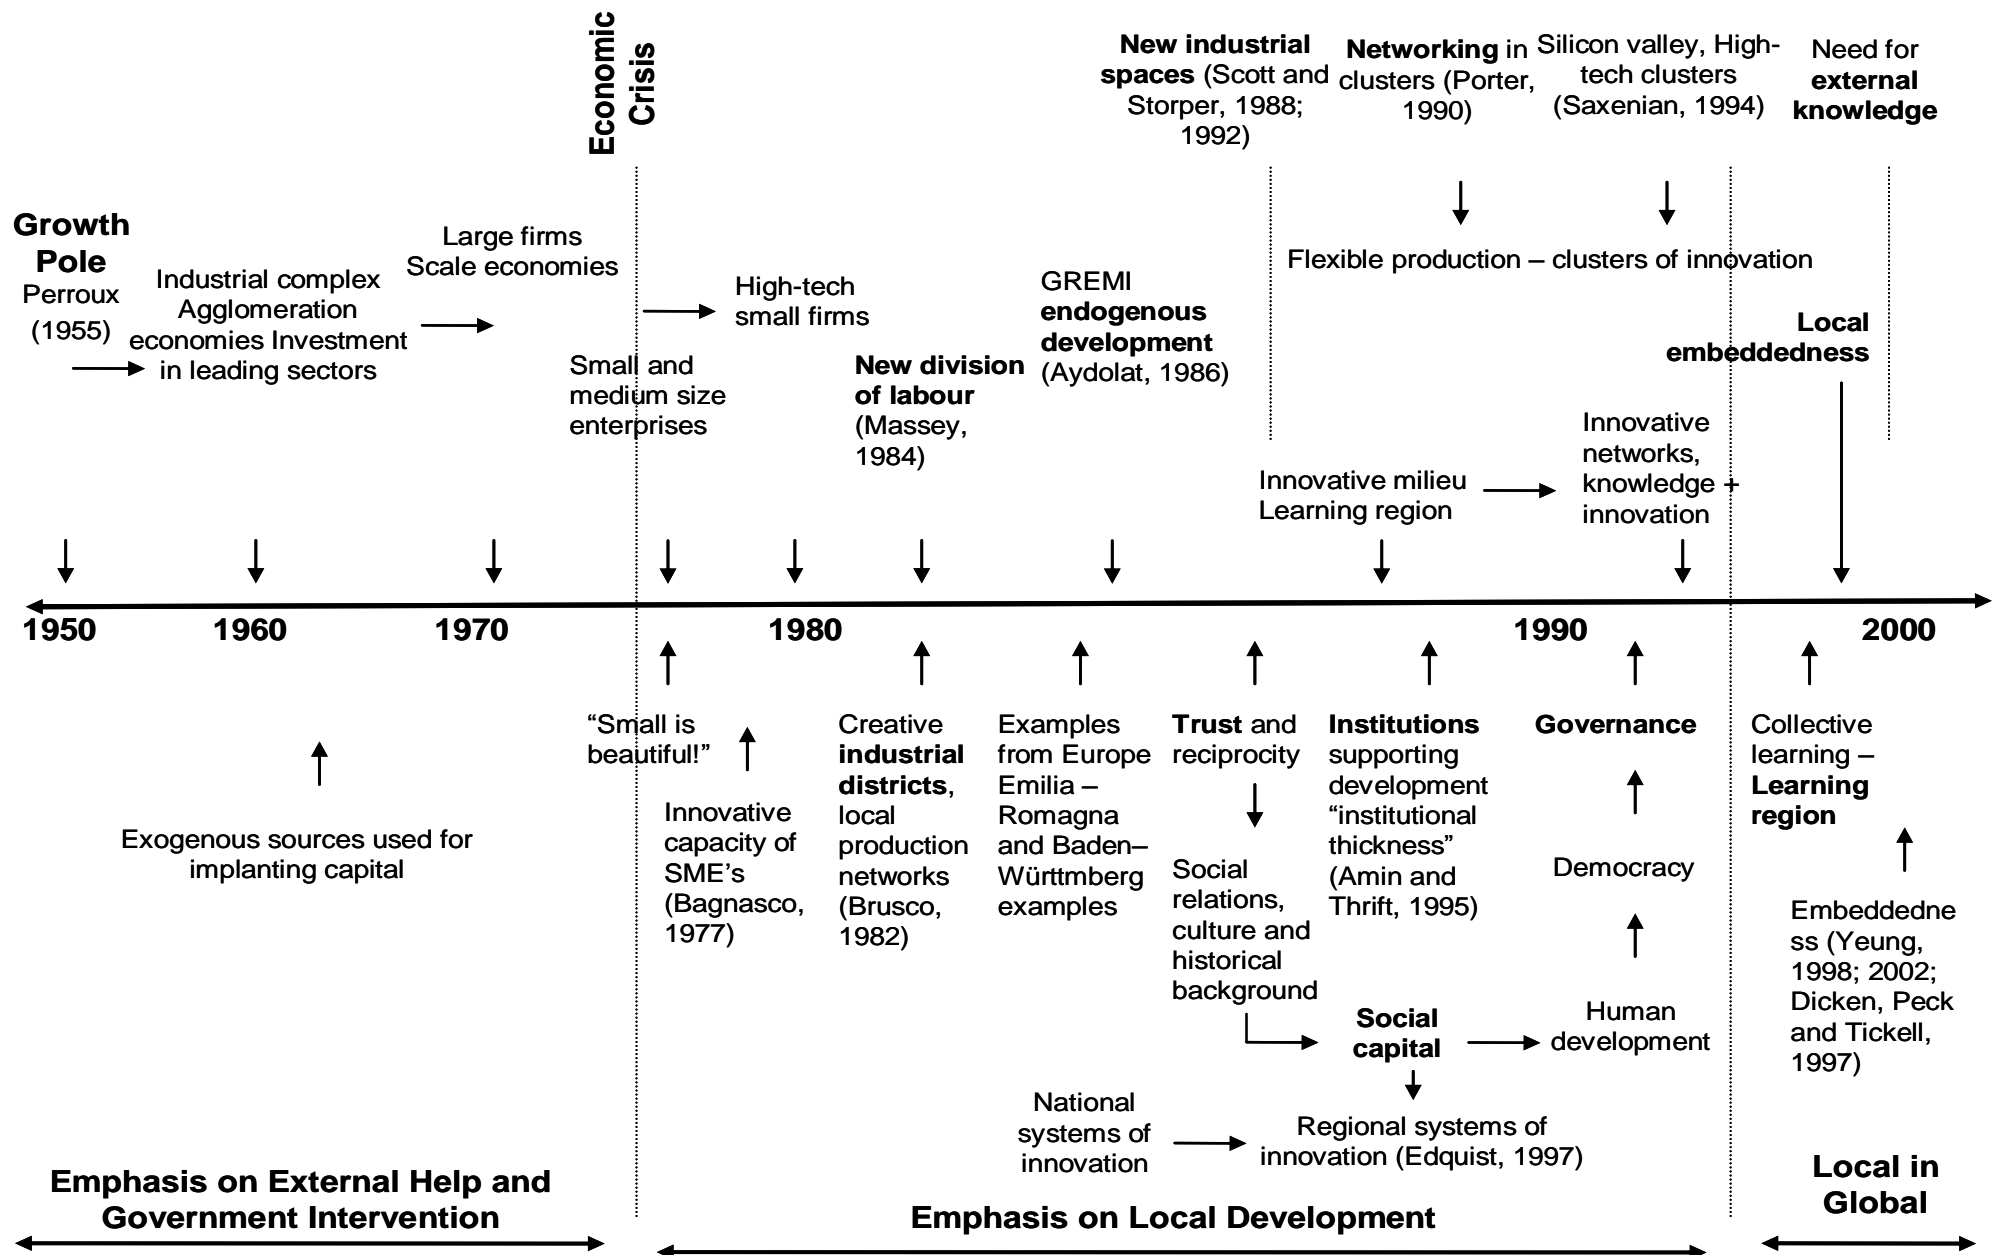 Economic
Crisis
New industrial
spaces (Scott and
Storper, 1988;
1992)
Networking in
clusters (Porter,
1990)
Silicon valley, High-
tech clusters
(Saxenian, 1994)
Need for
external
knowledge
Growth
Pole
Perroux
(1955)
Industrial complex
Agglomeration
economies Investment
in leading sectors
Large firms
Scale economies
High-tech
small firms
Small and
medium size
enterprises
New division
of labour
(Massey,
1984)
GREMI
endogenous
development
(Aydolat, 1986)
Flexible production – clusters of innovation
Local
embeddedness
Innovative milieu
Learning region
Innovative
networks,
knowledge +
innovation
1950
1960
1970
1980
1990
2000
Exogenous sources used for
implanting capital
“Small is
beautiful!”
Innovative
capacity of
SME’s
(Bagnasco,
1977)
Creative
industrial
districts,
local
production
networks
(Brusco,
1982)
Examples
from Europe
Emilia –
Romagna
and Baden–
Württmberg
examples
Trust and
reciprocity
Social
relations,
culture and
historical
background
Institutions
supporting
development
“institutional
thickness”
(Amin and
Thrift, 1995)
Governance
Democracy
Human
development
Social
capital
National
systems of
innovation
Regional systems of
innovation (Edquist, 1997)
Collective
learning –
Learning
region
Embeddedne
ss (Yeung,
1998; 2002;
Dicken, Peck
and Tickell,
1997)
Emphasis on External Help and
Government Intervention
Emphasis on Local Development
Local in
Global